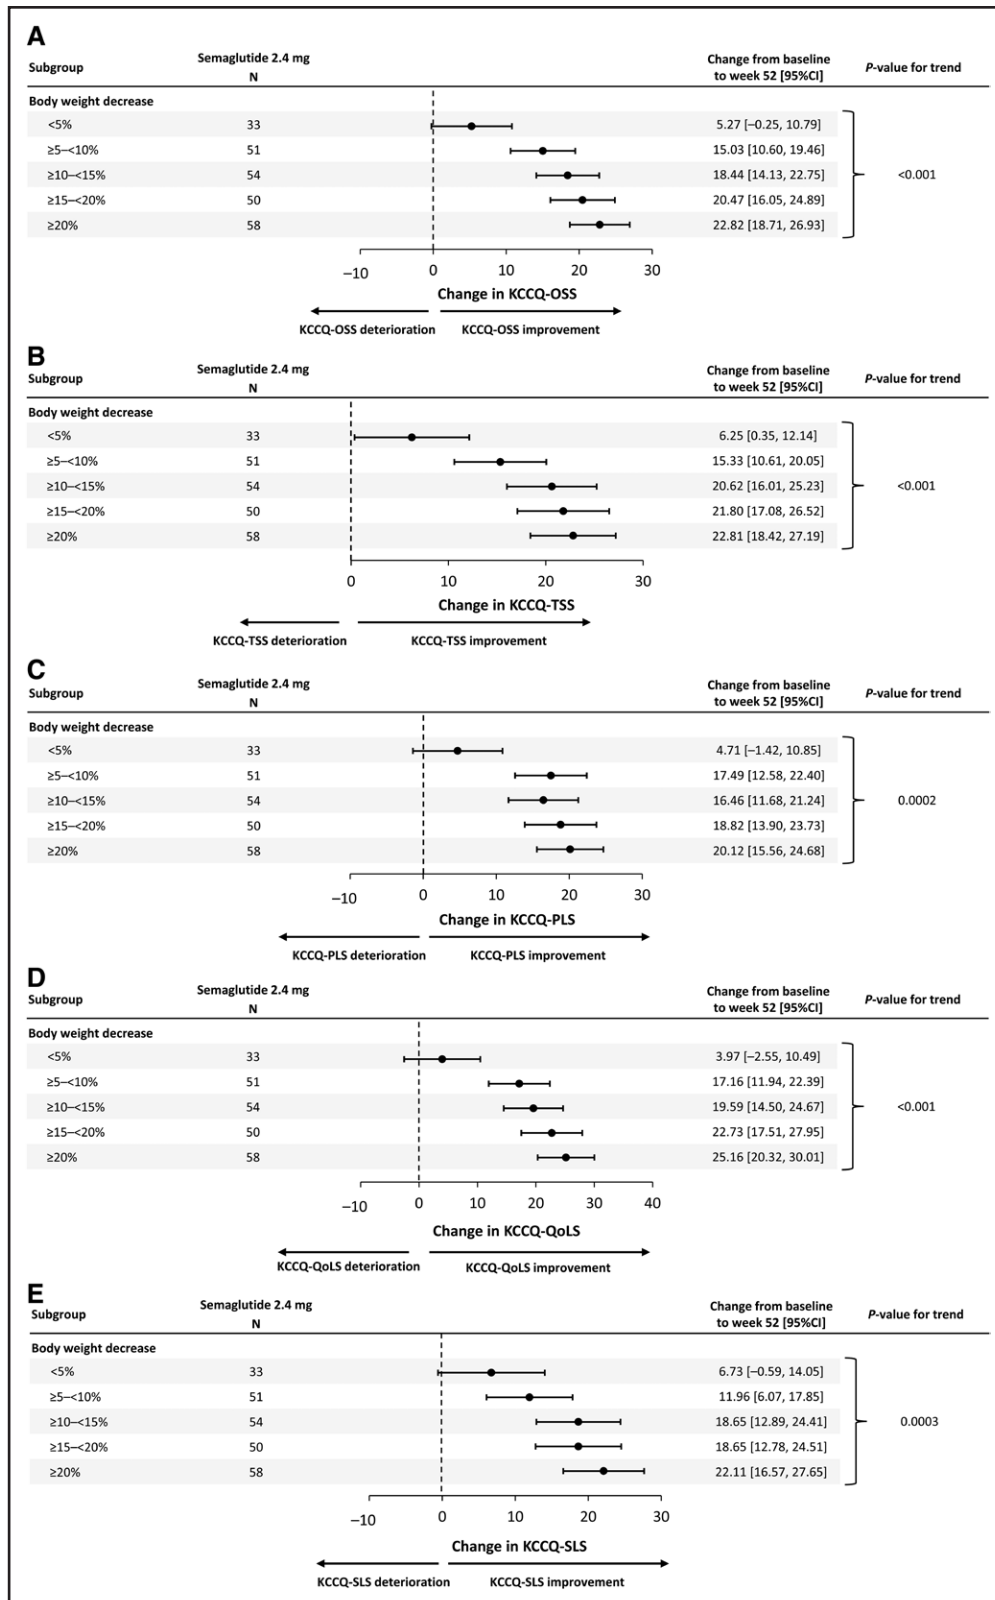 A
Subgroup Semaglutide 2.4 mg N Change from baseline to week 52 [95%CI] P-value for trend
Body weight decrease
<5% 33 5.27 [–0.25, 10.79]
≥5–<10% 51 15.03 [10.60, 19.46]
≥10–<15% 54 18.44 [14.13, 22.75] <0.001
≥15–<20% 50 20.47 [16.05, 24.89]
≥20% 58 22.82 [18.71, 26.93]
–10 0 10 20 30
Change in KCCQ-OSS
KCCQ-OSS deterioration KCCQ-OSS improvement
B
Subgroup Semaglutide 2.4 mg N Change from baseline to week 52 [95%CI] P-value for trend
Body weight decrease
<5% 33 6.25 [0.35, 12.14]
≥5–<10% 51 15.33 [10.61, 20.05]
≥10–<15% 54 20.62 [16.01, 25.23] <0.001
≥15–<20% 50 21.80 [17.08, 26.52]
≥20% 58 22.81 [18.42, 27.19]
0 10 20 30
Change in KCCQ-TSS
KCCQ-TSS deterioration KCCQ-TSS improvement
C
Subgroup Semaglutide 2.4 mg N Change from baseline to week 52 [95%CI] P-value for trend
Body weight decrease
<5% 33 4.71 [–1.42, 10.85]
≥5–<10% 51 17.49 [12.58, 22.40]
≥10–<15% 54 16.46 [11.68, 21.24] 0.0002
≥15–<20% 50 18.82 [13.90, 23.73]
≥20% 58 20.12 [15.56, 24.68]
–10 0 10 20 30
Change in KCCQ-PLS
KCCQ-PLS deterioration KCCQ-PLS improvement
D
Subgroup Semaglutide 2.4 mg N Change from baseline to week 52 [95%CI] P-value for trend
Body weight decrease
<5% 33 3.97 [–2.55, 10.49]
≥5–<10% 51 17.16 [11.94, 22.39]
≥10–<15% 54 19.59 [14.50, 24.67] <0.001
≥15–<20% 50 22.73 [17.51, 27.95]
≥20% 58 25.16 [20.32, 30.01]
–10 0 10 20 30 40
Change in KCCQ-QoLS
KCCQ-QoLS deterioration KCCQ-QoLS improvement
E
Subgroup Semaglutide 2.4 mg N Change from baseline to week 52 [95%CI] P-value for trend
Body weight decrease
<5% 33 6.73 [–0.59, 14.05]
≥5–<10% 51 11.96 [6.07, 17.85]
≥10–<15% 54 18.65 [12.89, 24.41] 0.0003
≥15–<20% 50 18.65 [12.78, 24.51]
≥20% 58 22.11 [16.57, 27.65]
–10 0 10 20 30
Change in KCCQ-SLS
KCCQ-SLS deterioration KCCQ-SLS improvement